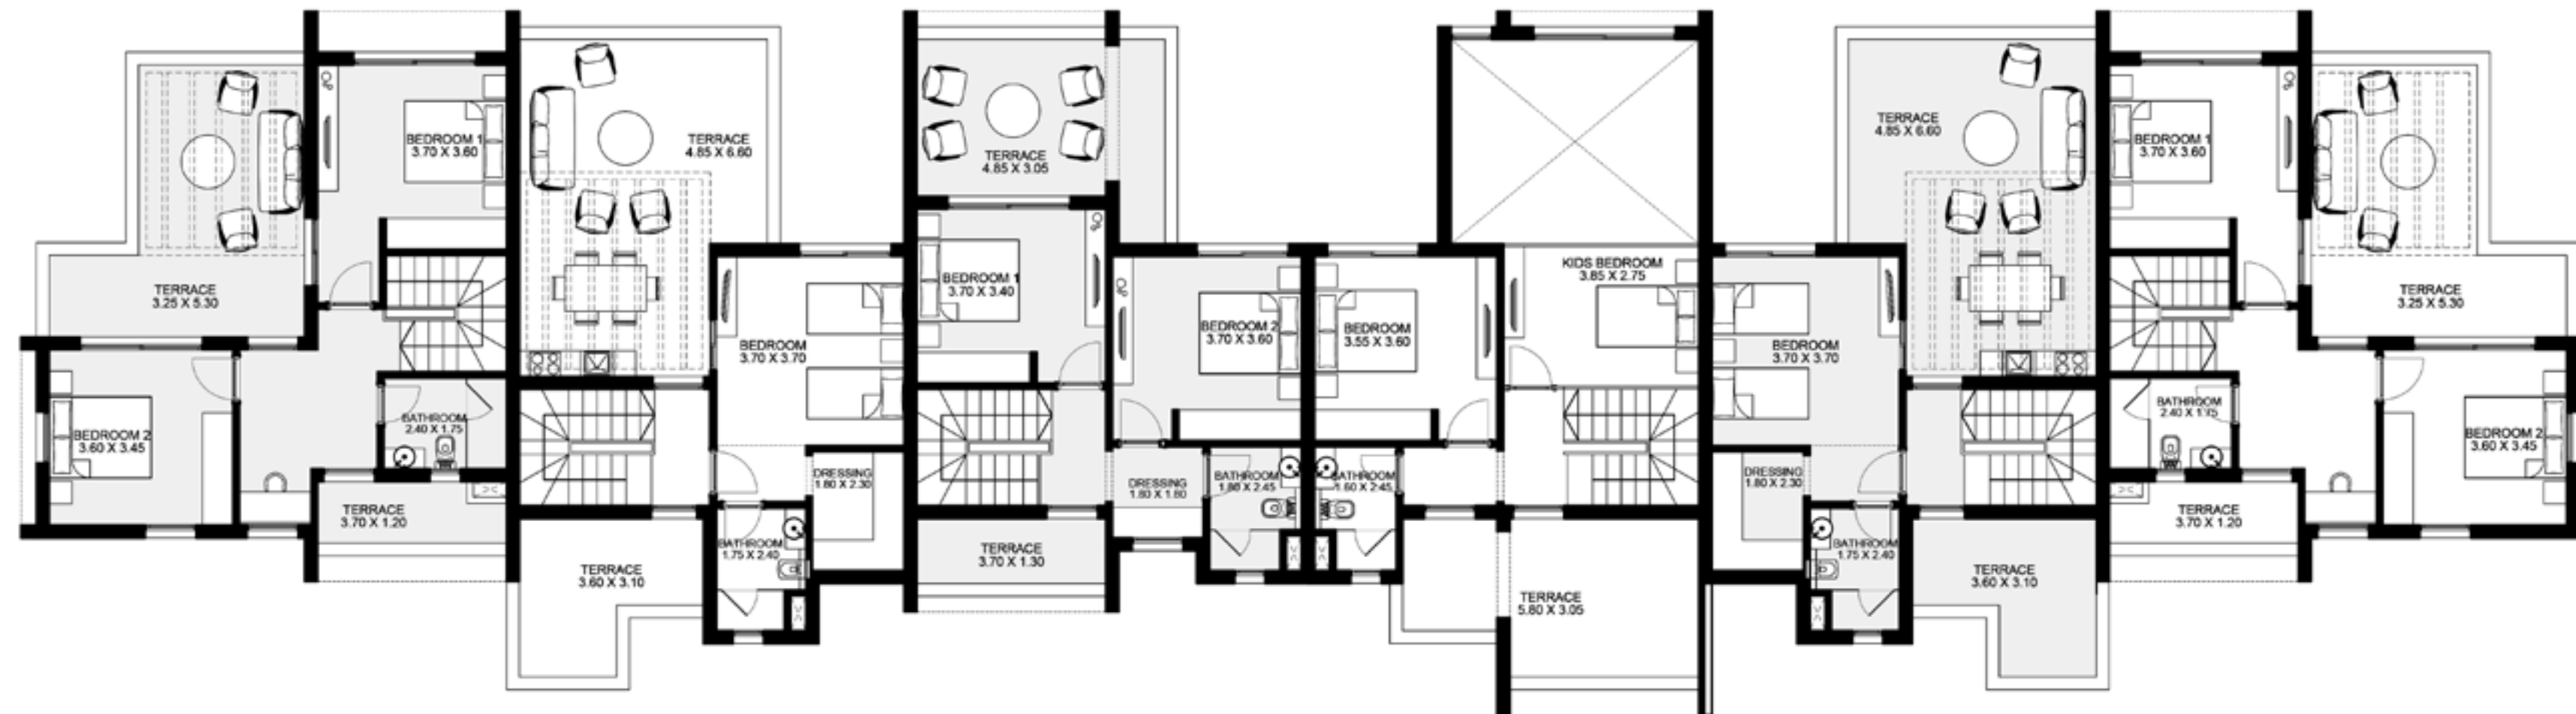 BEDROOM 1
3.70 X 3.60
TERRACE
3.25 X 5.30
BEDROOM 2
3.60 X 3.45
BATHROOM
2.40 X 1.75
TERRACE
3.70 X 1.20
TERRACE
4.85 X 6.60
BEDROOM
3.70 X 3.70
DRESSING
1.80 X 2.30
BATHROOM
1.75 X 2.40
TERRACE
3.60 X 3.10
TERRACE
4.85 X 3.05
BEDROOM 1
3.70 X 3.40
BEDROOM 2
3.70 X 3.60
DRESSING
1.80 X 1.80
BATHROOM
1.80 X 2.45
TERRACE
3.70 X 1.30
KIDS BEDROOM
3.85 X 2.75
BEDROOM
3.55 X 3.60
BATHROOM
1.60 X 2.45
TERRACE
5.80 X 3.05
TERRACE
4.85 X 6.60
BEDROOM
3.70 X 3.70
DRESSING
1.80 X 2.30
BATHROOM
1.75 X 2.40
TERRACE
3.60 X 3.10
BEDROOM 1
3.70 X 3.60
TERRACE
3.25 X 5.30
BATHROOM
2.40 X 1.75
BEDROOM 2
3.60 X 3.45
TERRACE
3.70 X 1.20